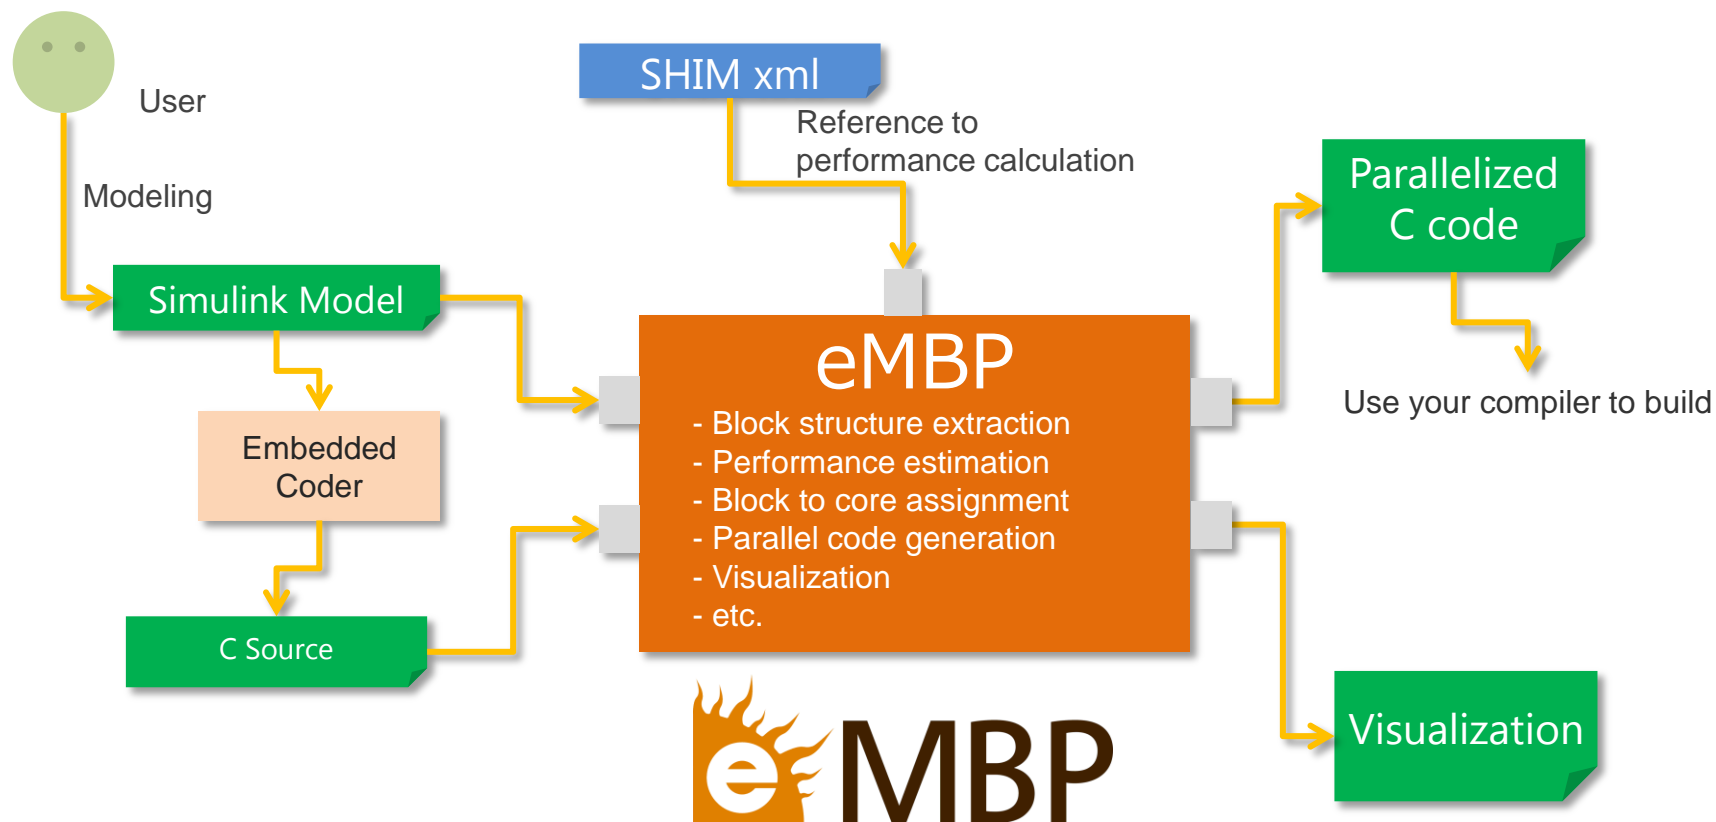 User
SHIM xml
Reference to
performance calculation
Modeling
Parallelized
C code
Simulink Model
eMBP
- Block structure extraction
- Performance estimation
- Block to core assignment
- Parallel code generation
- Visualization
- etc.
Use your compiler to build
Embedded
Coder
C Source
Visualization
eMBP